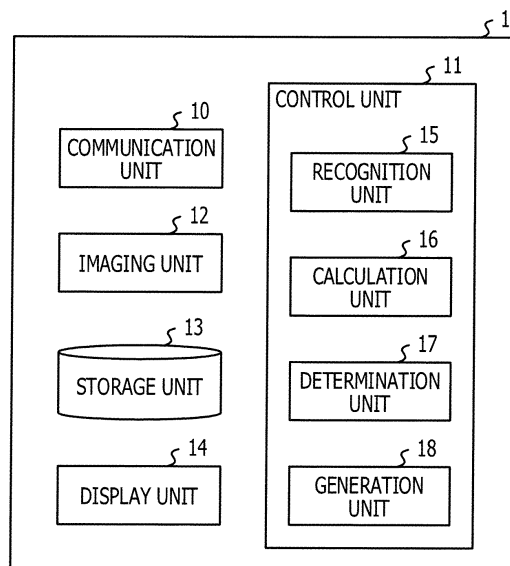 1
11
CONTROL UNIT
10
COMMUNICATION
UNIT
12
IMAGING UNIT
13
STORAGE UNIT
14
DISPLAY UNIT
15
RECOGNITION
UNIT
16
CALCULATION
UNIT
17
DETERMINATION
UNIT
18
GENERATION
UNIT